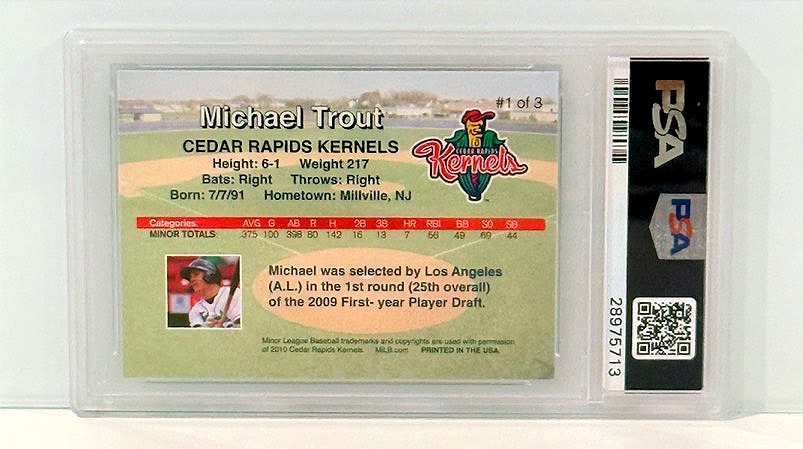 #1 of 3
Michael Trout
CEDAR RAPIDS KERNELS
Height: 6-1 Weight 217
Bats: Right Throws: Right
Born: 7/7/91 Hometown: Millville, NJ
CEDAR RAPIDS
Kernels
Categories: AVG G AB R H 2B 3B HR RBI BB SO SB
MINOR TOTALS: .375 100 398 80 142 16 13 7 56 49 69 44
Michael was selected by Los Angeles
(A.L.) in the 1st round (25th overall)
of the 2009 First- year Player Draft.
Minor League Baseball trademarks and copyrights are used with permission
of 2010 Cedar Rapids Kernels. MiLB.com PRINTED IN THE USA
PSA
PSA
28975713